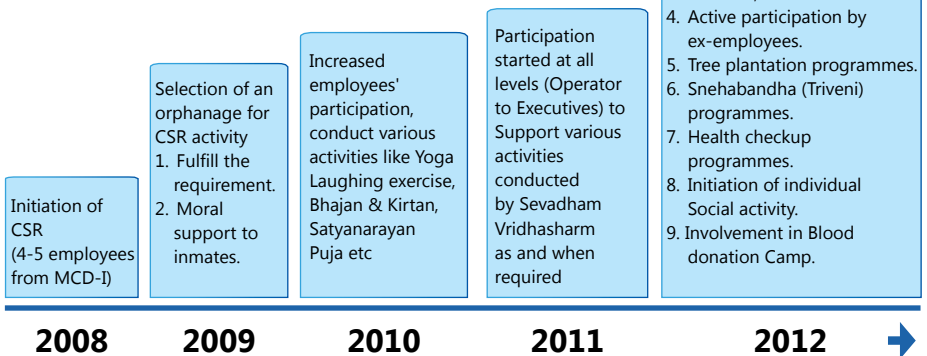 Initiation of
CSR
(4-5 employees
from MCD-I)
Selection of an
orphanage for
CSR activity
1. Fulfill the
requirement.
2. Moral
support to
inmates.
Increased
employees'
participation,
conduct various
activities like Yoga
Laughing exercise,
Bhajan & Kirtan,
Satyanarayan
Puja etc
Participation
started at all
levels (Operator
to Executives) to
Support various
activities
conducted
by Sevadham
Vridhasharm
as and when
required
4. Active participation by
ex-employees.
5. Tree plantation programmes.
6. Snehabandha (Triveni)
programmes.
7. Health checkup
programmes.
8. Initiation of individual
Social activity.
9. Involvement in Blood
donation Camp.
2008 2009 2010 2011 2012